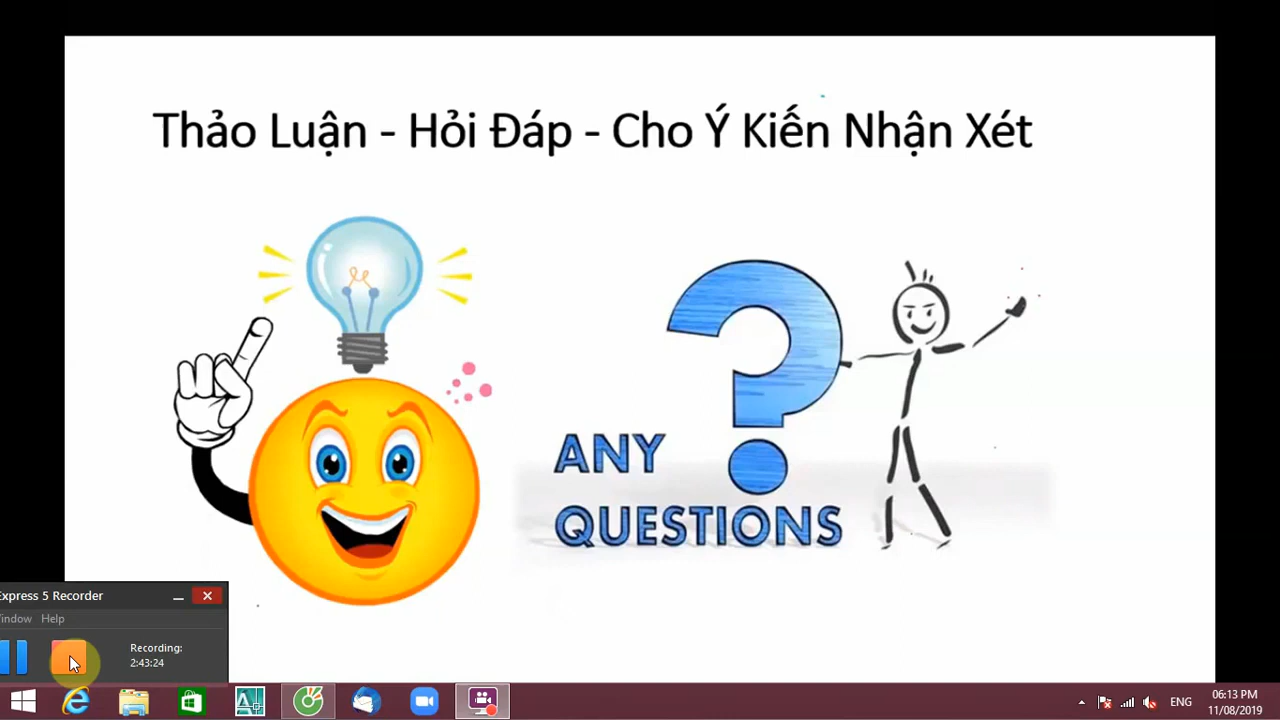 Thảo Luận - Hỏi Đáp - Cho Ý Kiến Nhận Xét
ANY
QUESTIONS
Express 5 Recorder
Window Help
Recording:
2:43:24
ENG
06:13 PM
11/08/2019